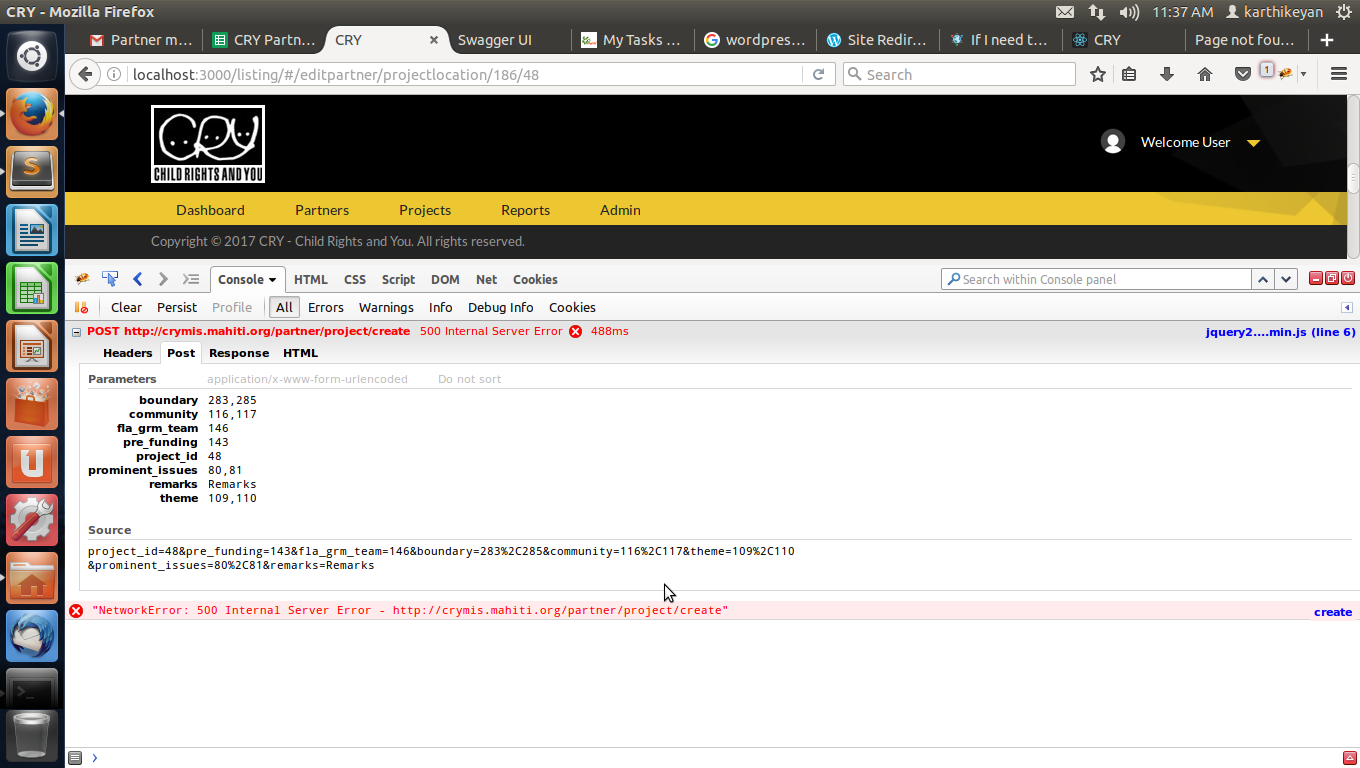 CRY - Mozilla Firefox
11:37 AM karthikeyan
Partner m...
CRY Partn...
CRY
Swagger UI
My Tasks ...
wordpres...
Site Redir...
If I need t...
CRY
Page not fou...
localhost:3000/listing/#/editpartner/projectlocation/186/48
Search
1
CRY
CHILD RIGHTS AND YOU
Welcome User
Dashboard Partners Projects Reports Admin
Copyright © 2017 CRY - Child Rights and You. All rights reserved.
Console HTML CSS Script DOM Net Cookies
Search within Console panel
Clear Persist Profile All Errors Warnings Info Debug Info Cookies
POST http://crymis.mahiti.org/partner/project/create 500 Internal Server Error 488ms
jquery2....min.js (line 6)
Headers Post Response HTML
Parameters application/x-www-form-urlencoded Do not sort
boundary 283,285
community 116,117
fla_grm_team 146
pre_funding 143
project_id 48
prominent_issues 80,81
remarks Remarks
theme 109,110
Source
project_id=48&pre_funding=143&fla_grm_team=146&boundary=283%2C285&community=116%2C117&theme=109%2C110
&prominent_issues=80%2C81&remarks=Remarks
"NetworkError: 500 Internal Server Error - http://crymis.mahiti.org/partner/project/create"
create